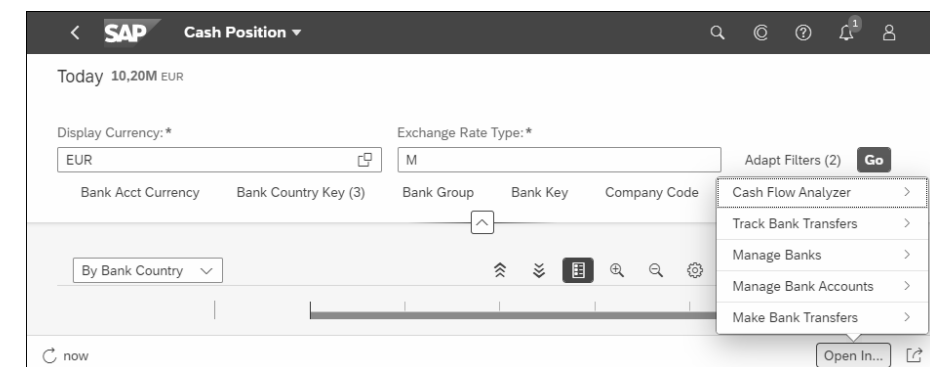 SAP Cash Position
1
Today 10,20M EUR
Display Currency:* Exchange Rate Type:*
EUR M Adapt Filters (2) Go
Bank Acct Currency Bank Country Key (3) Bank Group Bank Key Company Code
Cash Flow Analyzer
Track Bank Transfers
Manage Banks
By Bank Country
Manage Bank Accounts
Make Bank Transfers
now Open In...